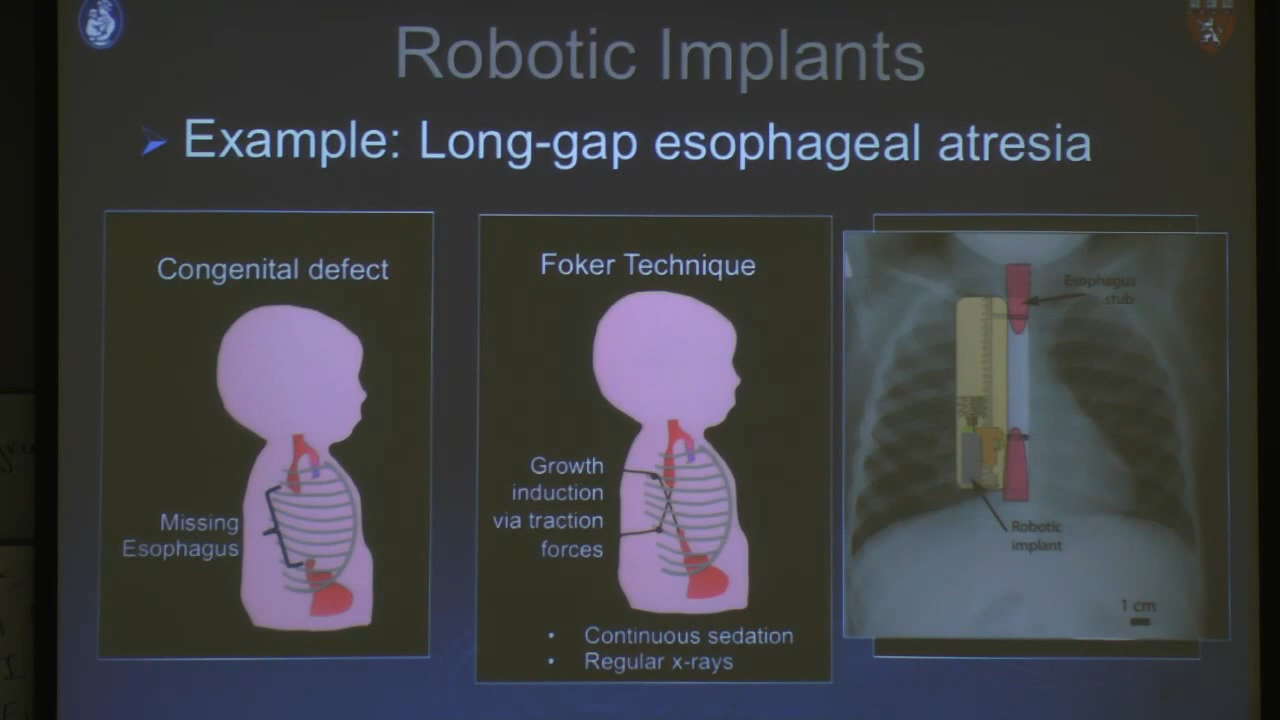 Robotic Implants
Example: Long-gap esophageal atresia
Congenital defect
Missing
Esophagus
Foker Technique
Growth
induction
via traction
forces
• Continuous sedation
• Regular x-rays
Esophagus
stub
Robotic
implant
1 cm